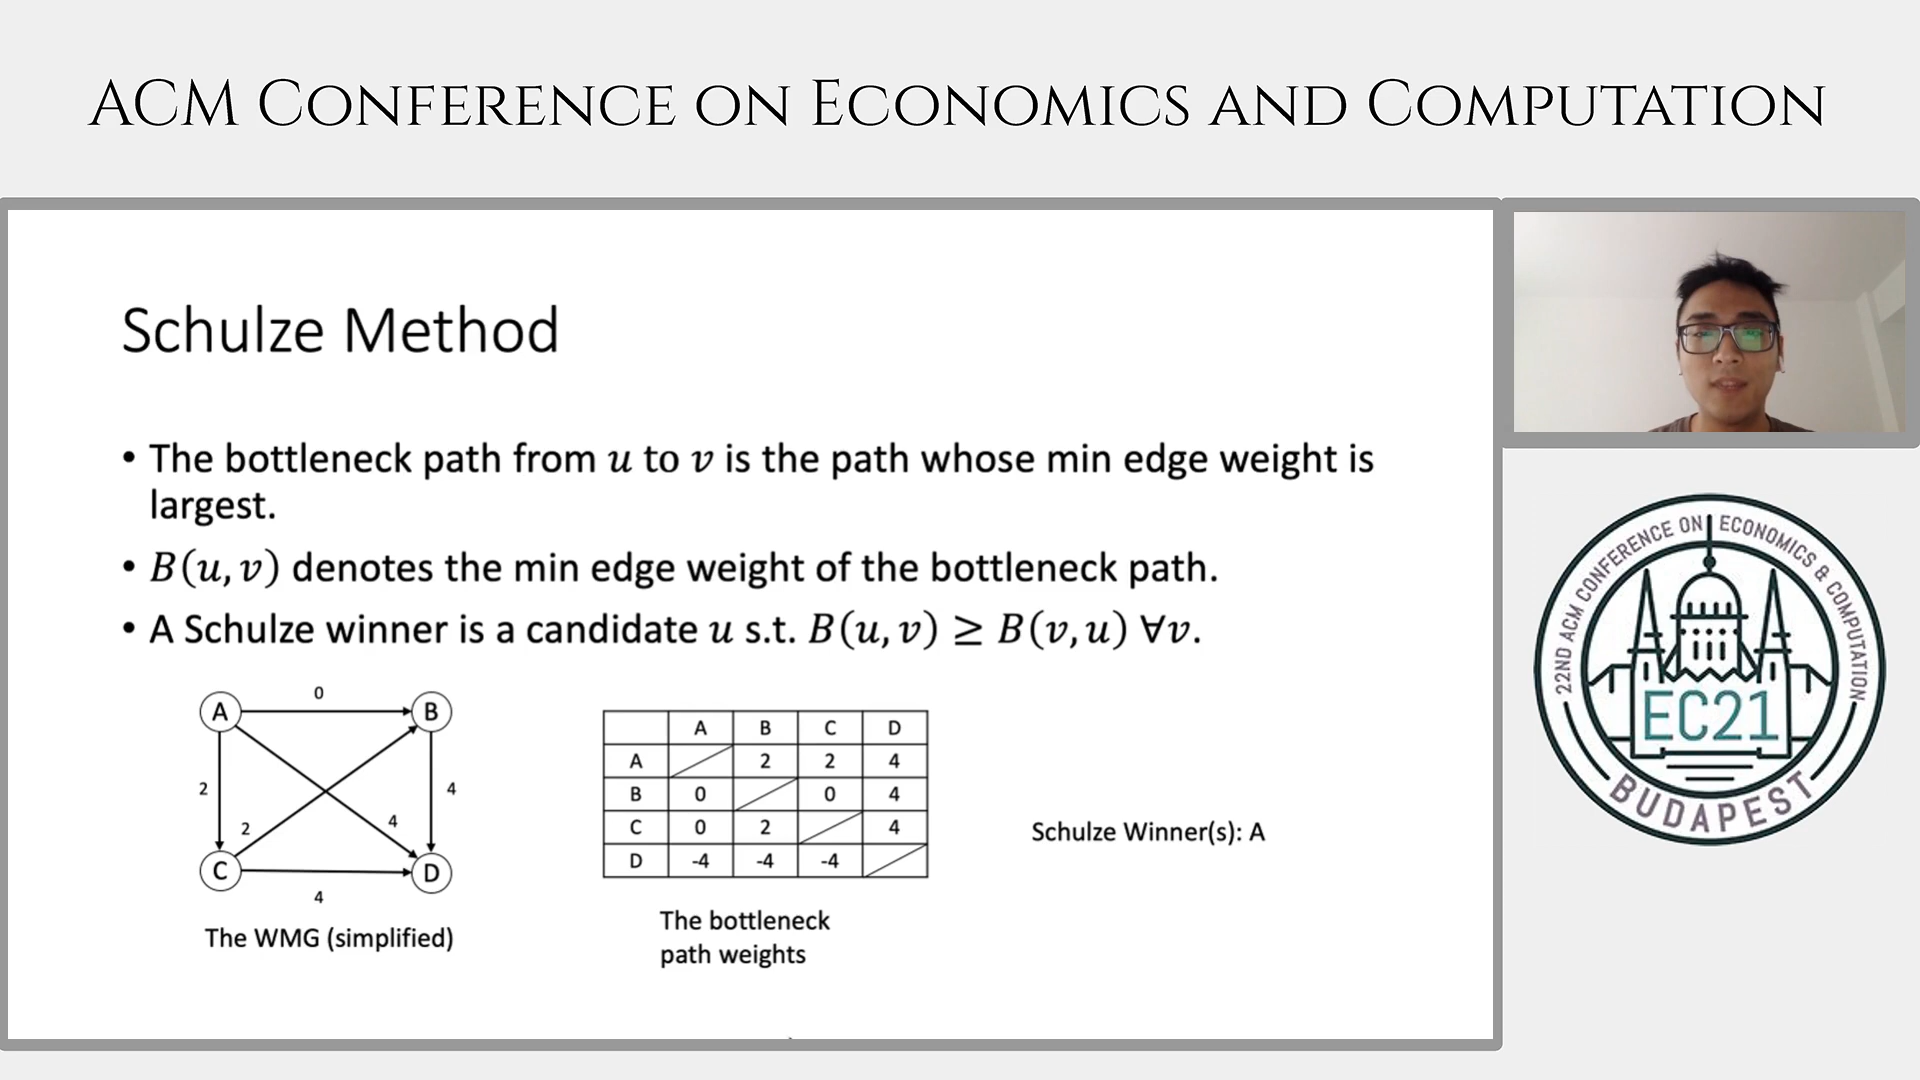 ACM Conference on Economics and Computation
Schulze Method
• The bottleneck path from u to v is the path whose min edge weight is
largest.
• B(u, v) denotes the min edge weight of the bottleneck path.
• A Schulze winner is a candidate u s.t. B(u, v) ≥ B(v, u) ∀v.
0
A B
2 4
2 4
C D
4
The WMG (simplified)
A B C D
A 2 2 4
B 0 0 4
C 0 2 4
D -4 -4 -4
The bottleneck
path weights
Schulze Winner(s): A
22ND ACM CONFERENCE ON ECONOMICS & COMPUTATION
EC21
BUDAPEST